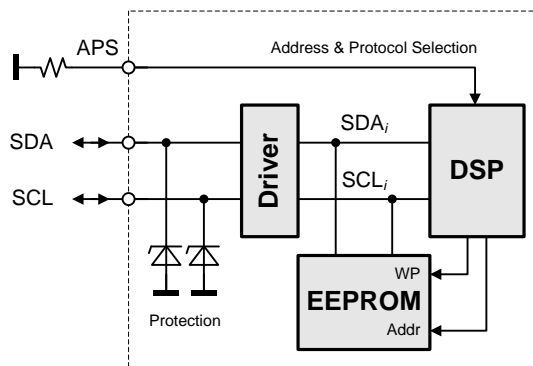 APS
Address & Protocol Selection
SDA
Driver
SDAi
DSP
SCL
SCLi
WP
EEPROM
Addr
Protection